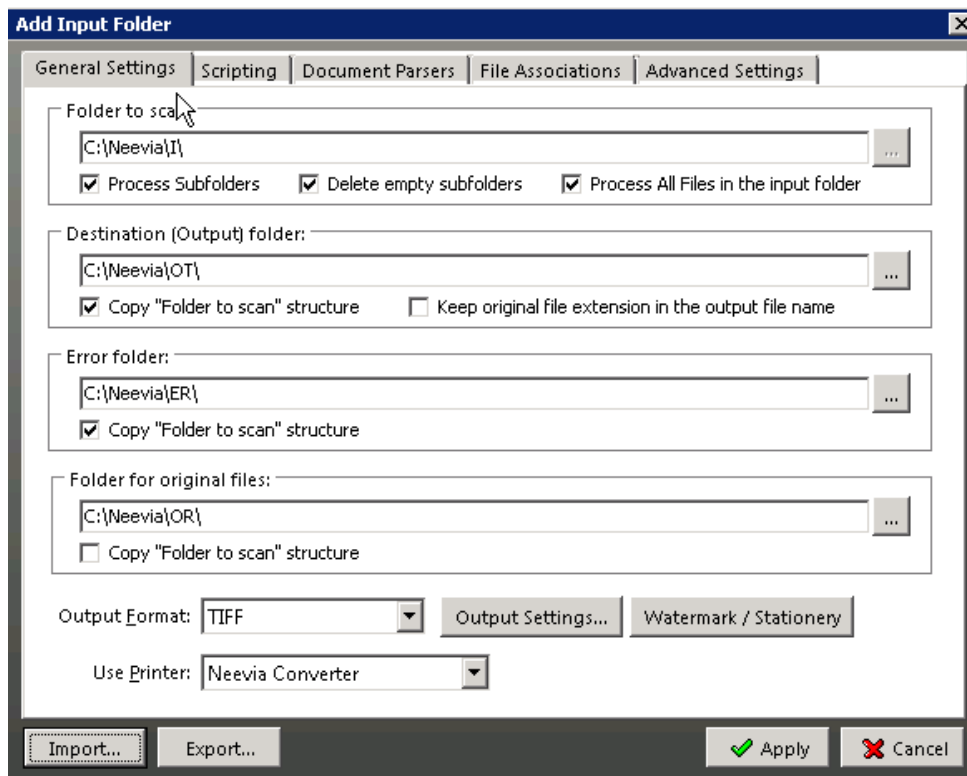 Add Input Folder
General Settings Scripting Document Parsers File Associations Advanced Settings
Folder to sca
C:\Neevia\I\ ...
Process Subfolders Delete empty subfolders Process All Files in the input folder
Destination (Output) folder:
C:\Neevia\OT\ ...
Copy "Folder to scan" structure Keep original file extension in the output file name
Error folder:
C:\Neevia\ER\ ...
Copy "Folder to scan" structure
Folder for original files:
C:\Neevia\OR\ ...
Copy "Folder to scan" structure
Output Format: TIFF Output Settings... Watermark / Stationery
Use Printer: Neevia Converter
Import... Export... Apply Cancel